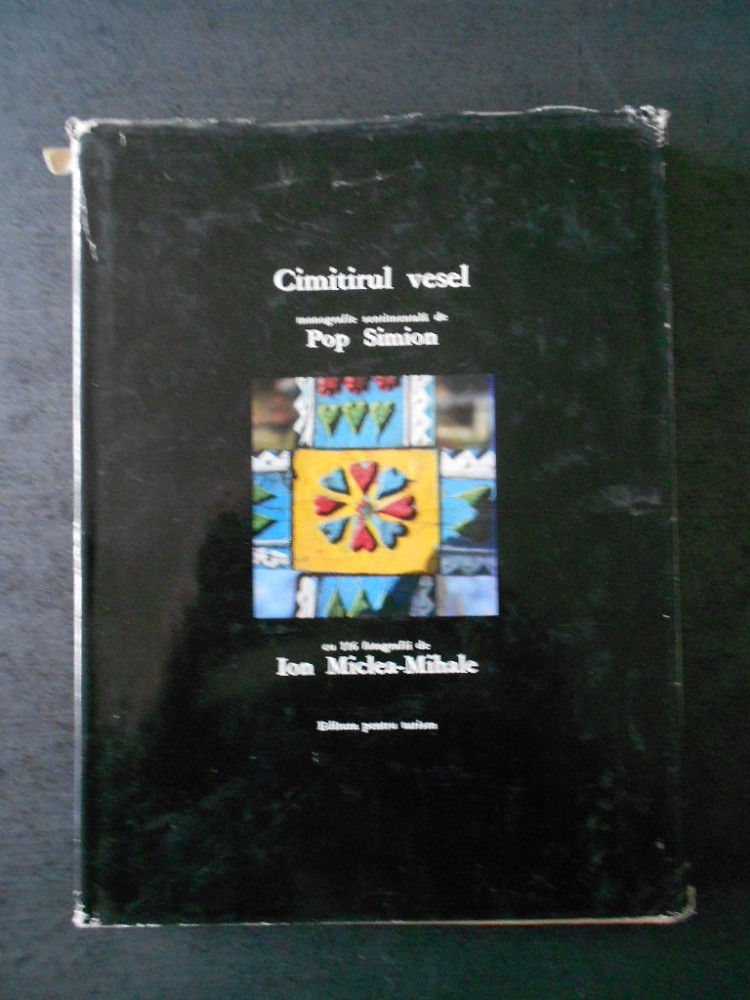 Cimitirul vesel
monografie sentimentală de
Pop Simion
cu fotografii de
Ion Miclea-Mihale
Editura pentru turism